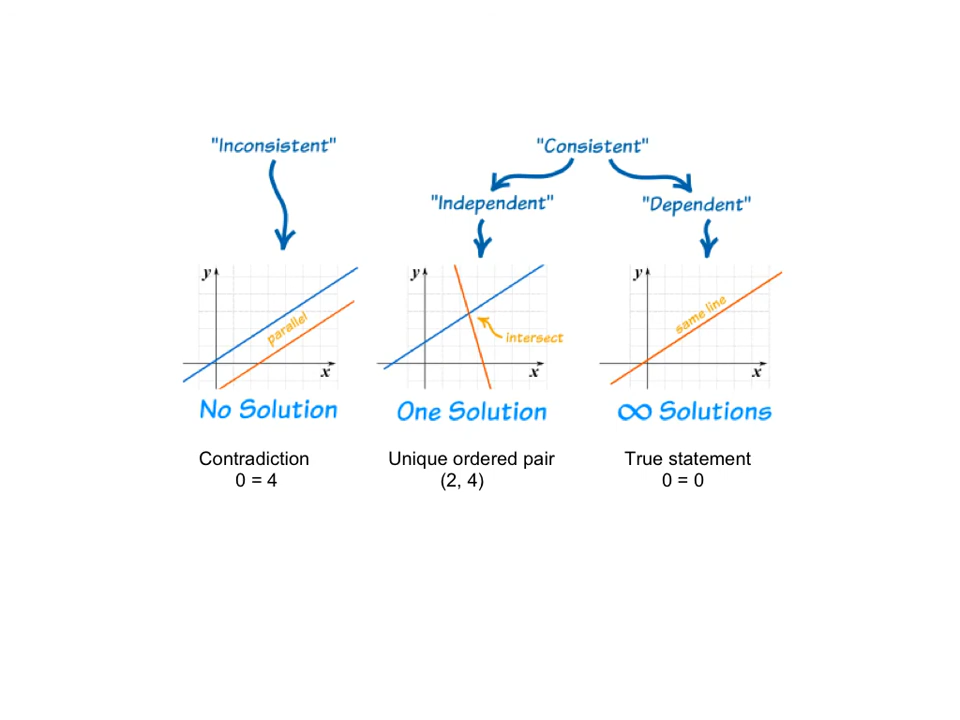 "Inconsistent"
"Consistent"
"Independent"
"Dependent"
y
parallel
x
y
intersect
x
y
same line
x
No Solution
One Solution
∞ Solutions
Contradiction
0 = 4
Unique ordered pair
(2, 4)
True statement
0 = 0